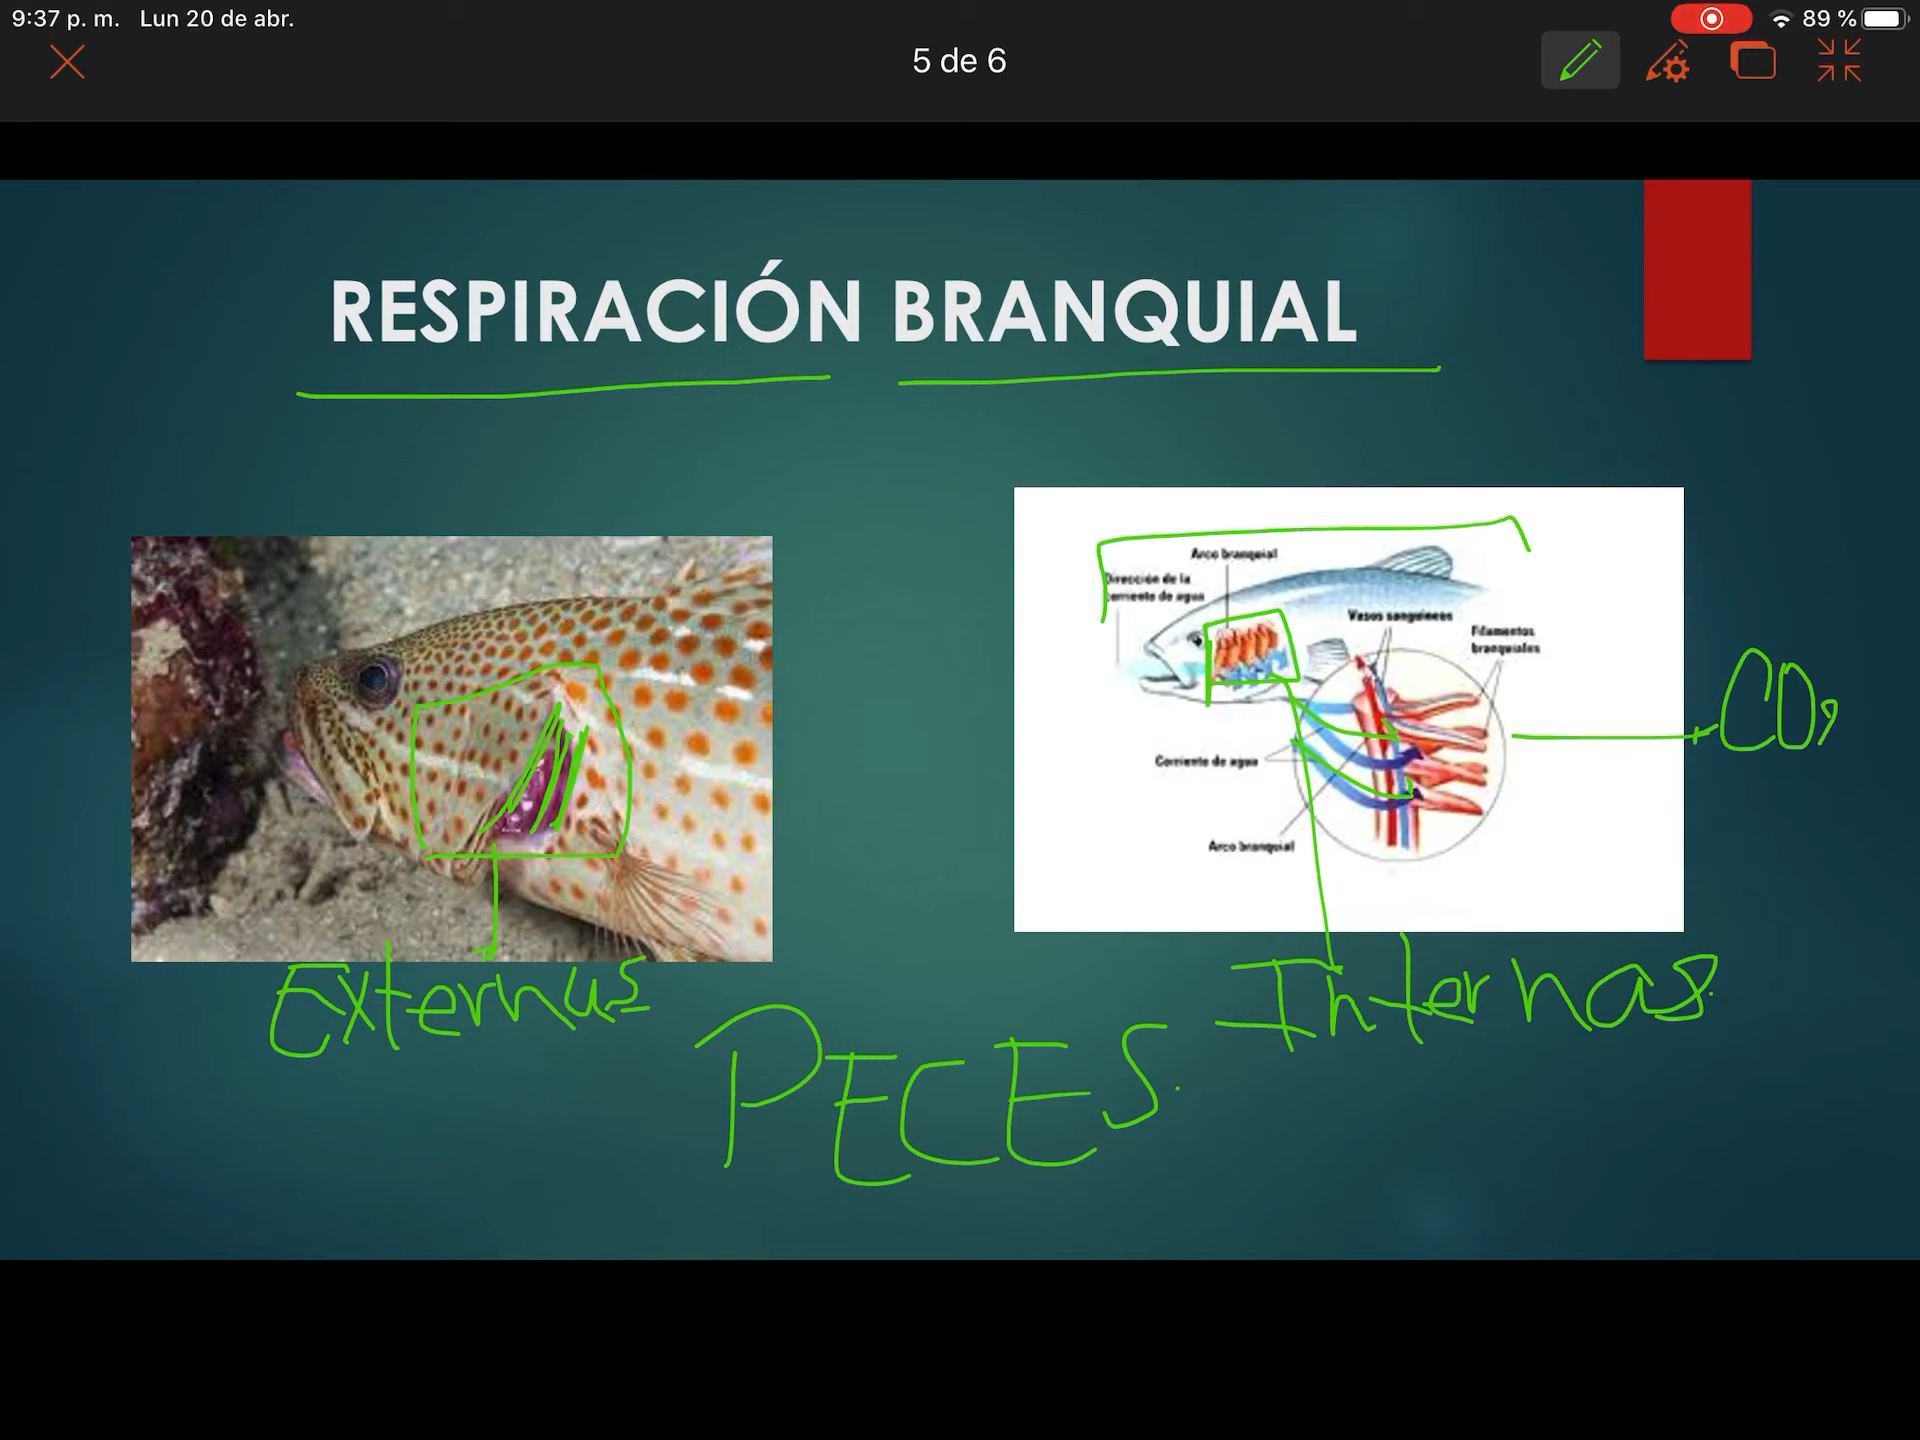 9:37 p. m. Lun 20 de abr. 89 %
5 de 6
RESPIRACIÓN BRANQUIAL
Arco branquial
Dirección de la
corriente de agua
Vasos sanguineos
Filamentos
branquiales
CO2
Corriente de agua
Arco branquial
Externas
Internas.
PECES.